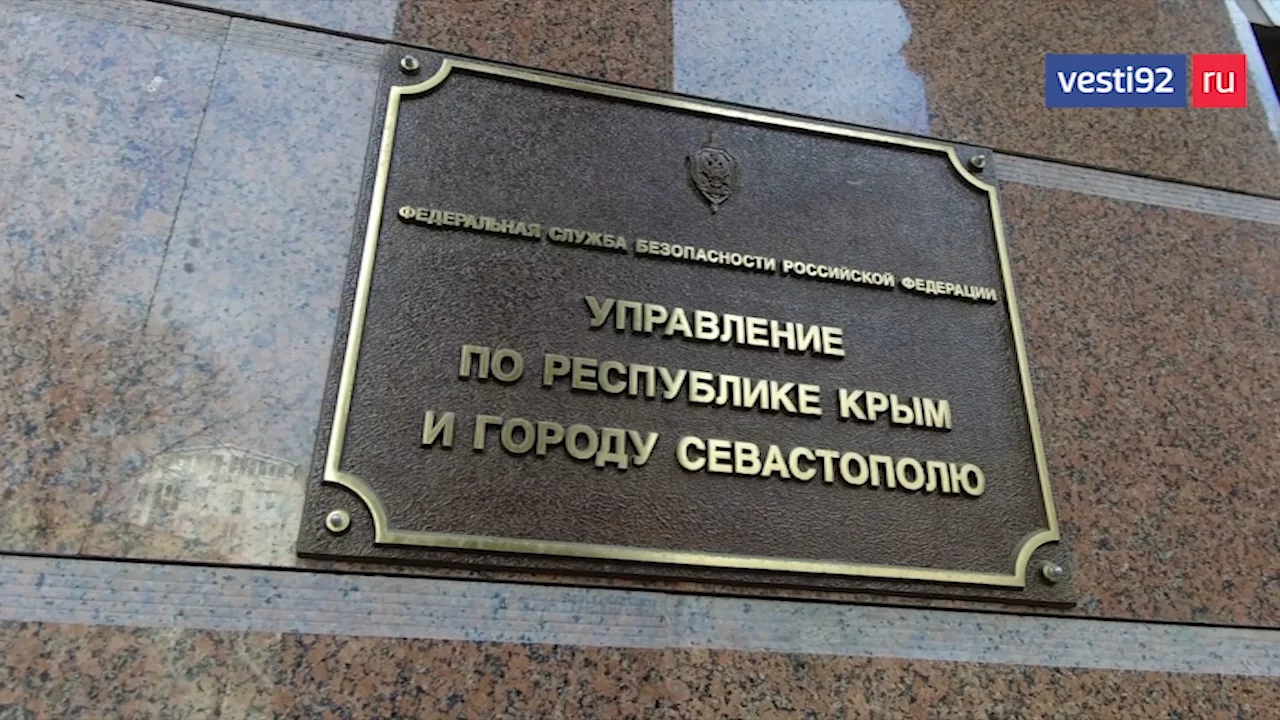 vesti92 ru
ФЕДЕРАЛЬНАЯ СЛУЖБА БЕЗОПАСНОСТИ РОССИЙСКОЙ ФЕДЕРАЦИИ
УПРАВЛЕНИЕ
ПО РЕСПУБЛИКЕ КРЫМ
И ГОРОДУ СЕВАСТОПОЛЮ